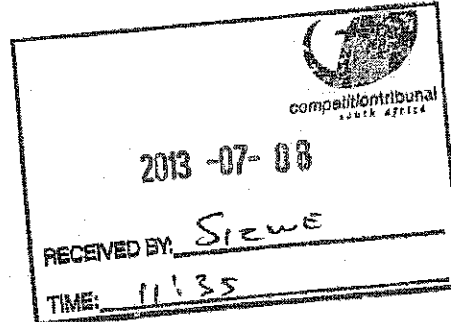 competitiontribunal
south africa
2013 -07- 08
RECEIVED BY: Sizwe
TIME: 11:35